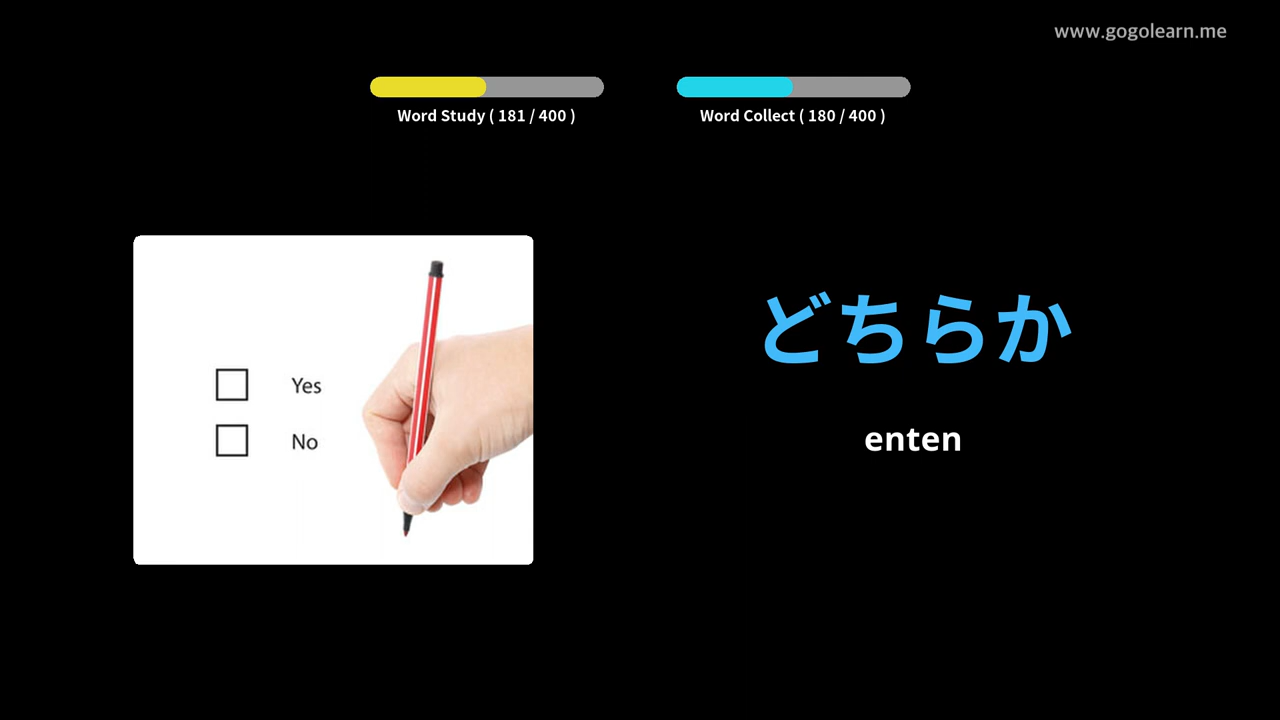 www.gogolearn.me
Word Study ( 181 / 400 )
Word Collect ( 180 / 400 )
Yes
No
どちらか
enten